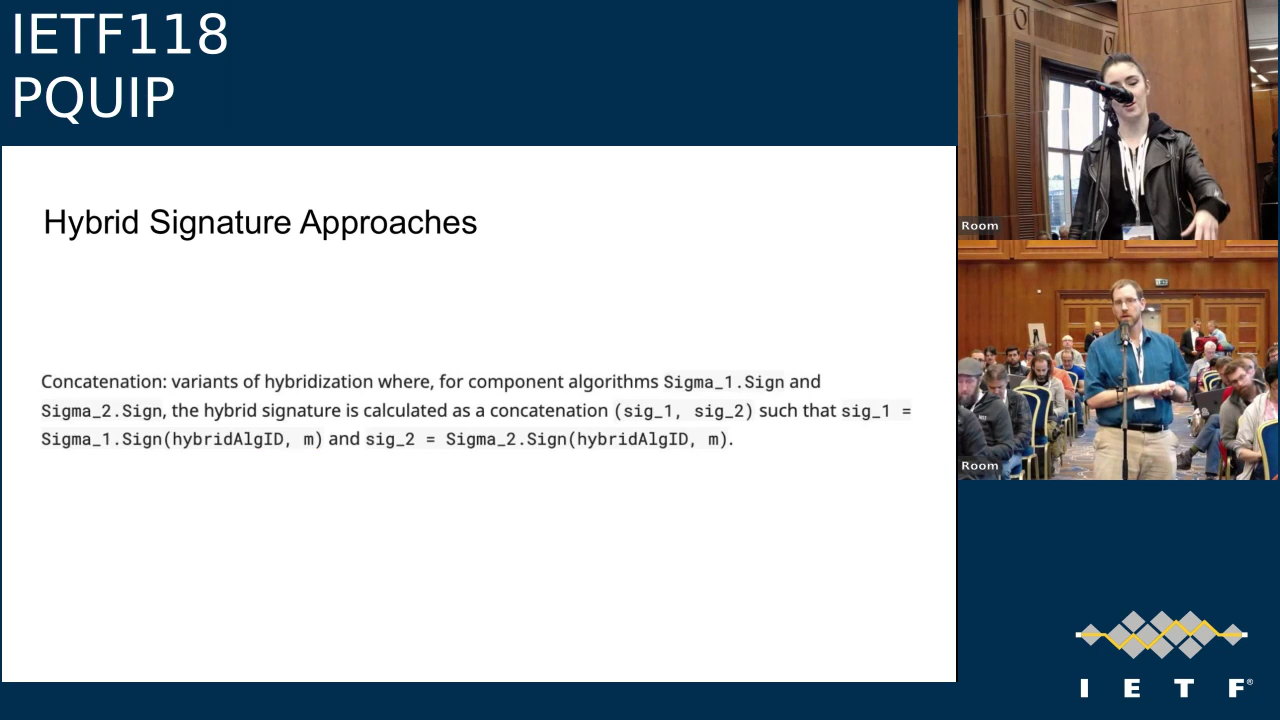 IETF118
PQUIP
Hybrid Signature Approaches
Concatenation: variants of hybridization where, for component algorithms Sigma_1.Sign and
Sigma_2.Sign, the hybrid signature is calculated as a concatenation (sig_1, sig_2) such that sig_1 =
Sigma_1.Sign(hybridAlgID, m) and sig_2 = Sigma_2.Sign(hybridAlgID, m).
Room
Room
I E T F®